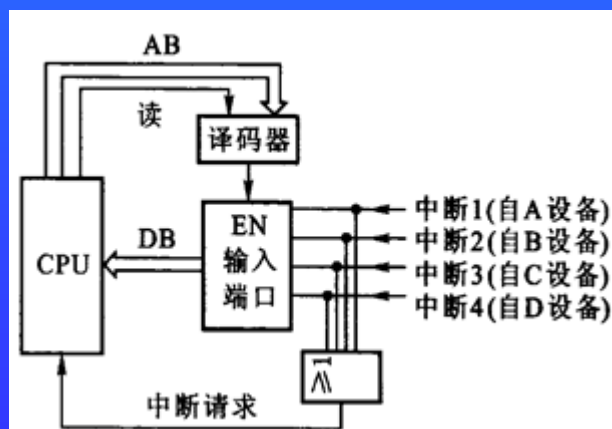 AB
读
译码器
CPU
DB
EN
输入
端口
中断1(自A设备)
中断2(自B设备)
中断3(自C设备)
中断4(自D设备)
≥1
中断请求